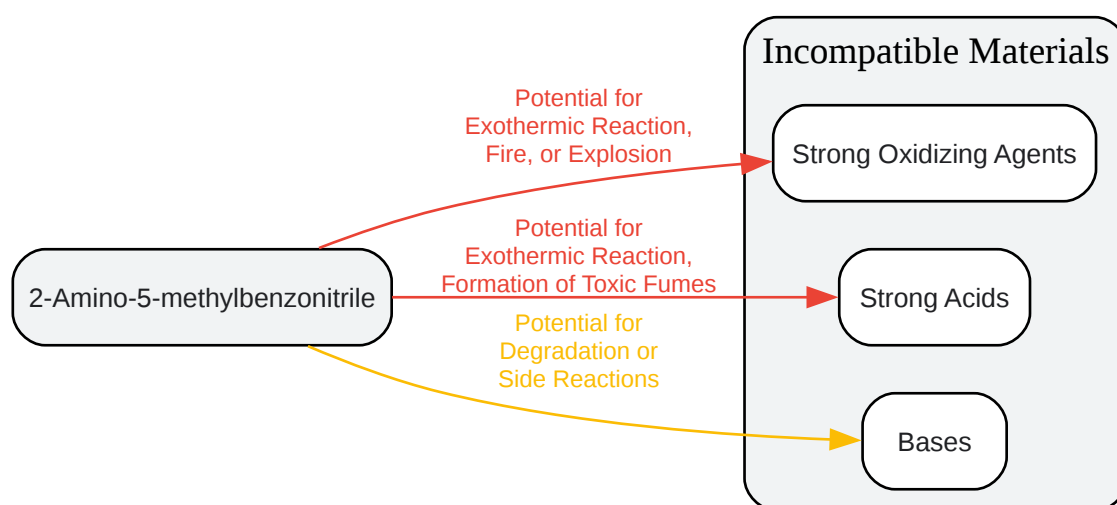 Incompatible Materials
Potential for
Exothermic Reaction,
Fire, or Explosion
Strong Oxidizing Agents
Potential for
Exothermic Reaction,
Formation of Toxic Fumes
2-Amino-5-methylbenzonitrile
Strong Acids
Potential for
Degradation or
Side Reactions
Bases